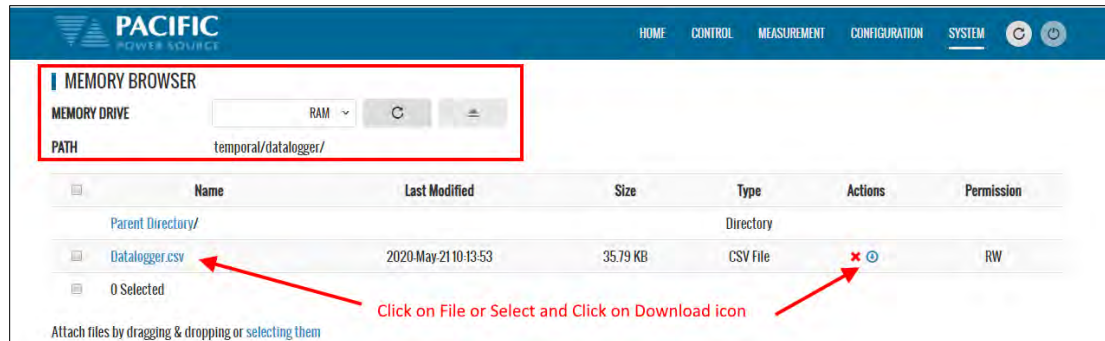 PACIFIC
POWER SOURCE
HOME CONTROL MEASUREMENT CONFIGURATION SYSTEM
MEMORY BROWSER
MEMORY DRIVE RAM
PATH temporal/datalogger/
Name Last Modified Size Type Actions Permission
Parent Directory/ Directory
Datalogger.csv 2020-May-21 10:13:53 35.79 KB CSV File RW
0 Selected
Click on File or Select and Click on Download icon
Attach files by dragging & dropping or selecting them